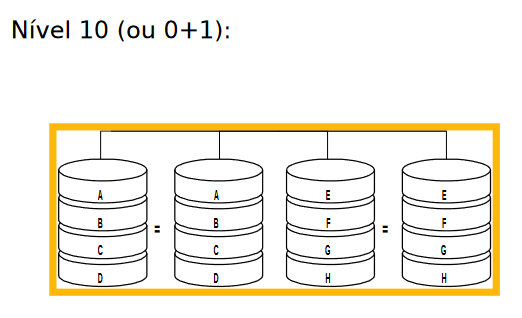 Nível 10 (ou 0+1):
A A E E
B B F F
= =
C C G G
D D H H